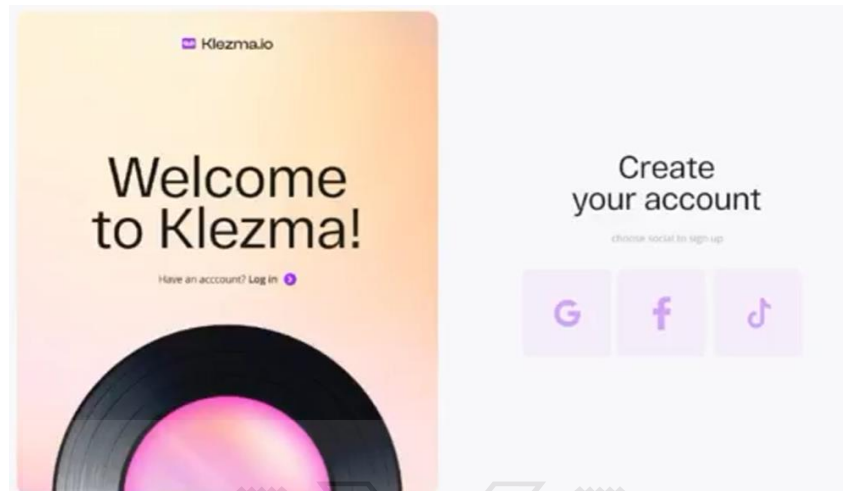 Klezma.io
Welcome
to Klezma!
Have an acccount? Log in
Create
your account
choose social to sign up